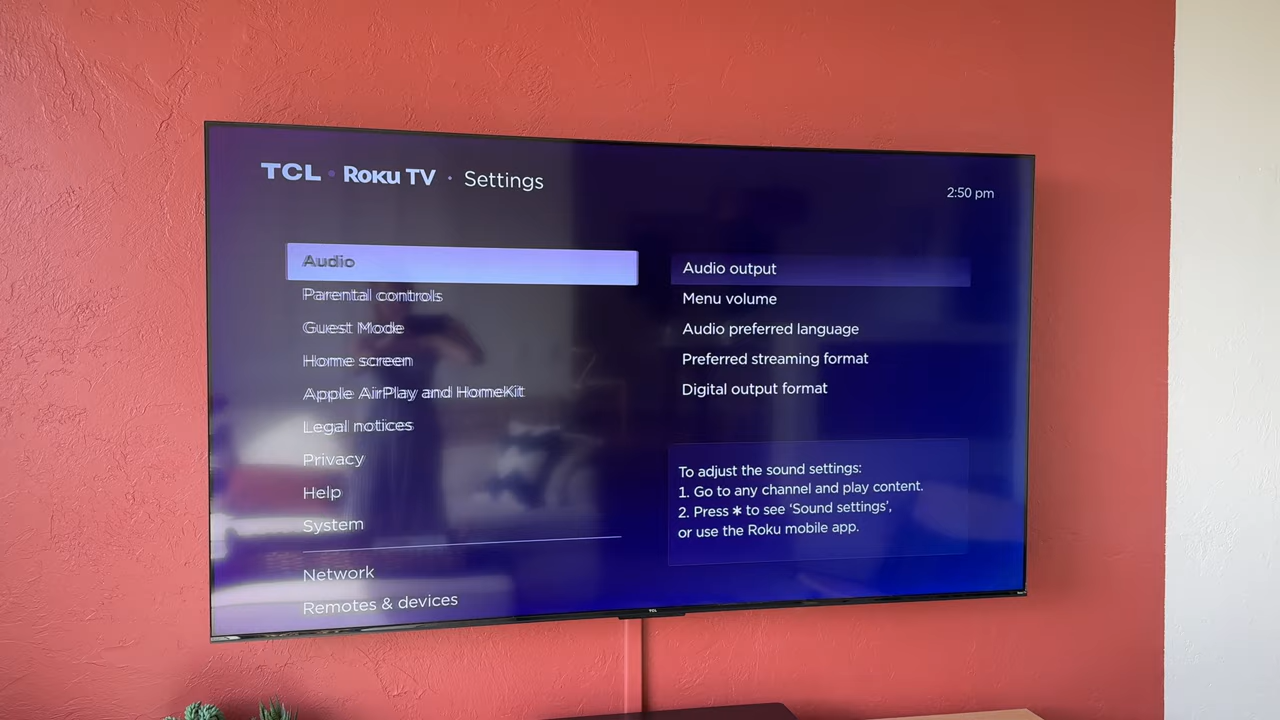 TCL • Roku TV • Settings
2:50 pm
Audio
Parental controls
Guest Mode
Home screen
Apple AirPlay and HomeKit
Legal notices
Privacy
Help
System
Network
Remotes & devices
Audio output
Menu volume
Audio preferred language
Preferred streaming format
Digital output format
To adjust the sound settings:
1. Go to any channel and play content.
2. Press * to see ‘Sound settings’,
or use the Roku mobile app.
TCL